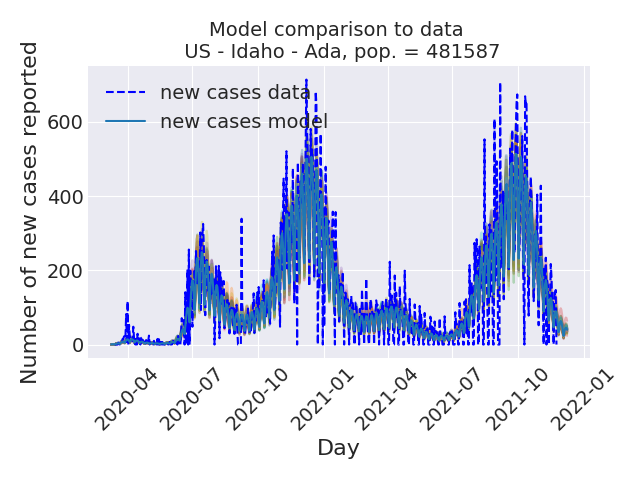 Model comparison to data
US - Idaho - Ada, pop. = 481587
Number of new cases reported
new cases data
new cases model
600
400
200
0
2020-04
2020-07
2020-10
2021-01
2021-04
2021-07
2021-10
2022-01
Day